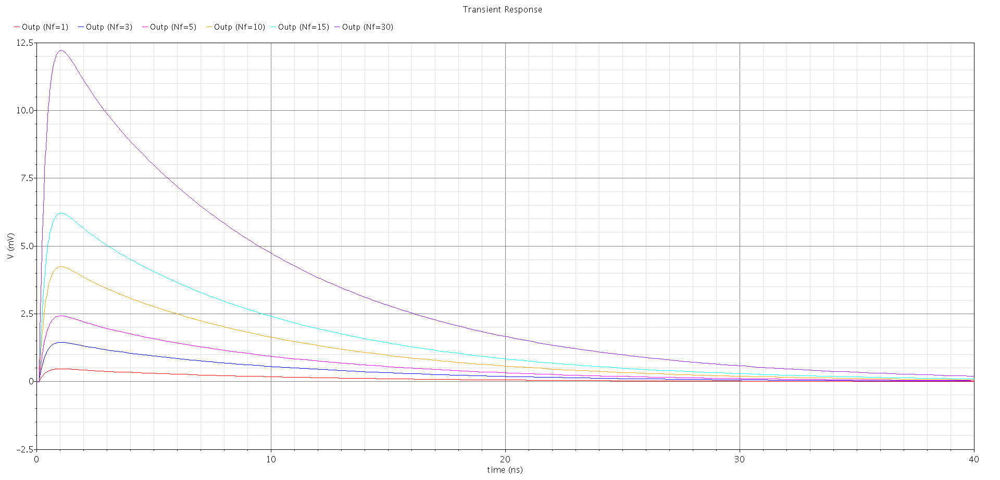 Transient Response
Outp (Nf=1) Outp (Nf=3) Outp (Nf=5) Outp (Nf=10) Outp (Nf=15) Outp (Nf=30)
12.5
10.0
7.5
5.0
2.5
0
−2.5
V (mV)
0 10 20 30 40
time (ns)